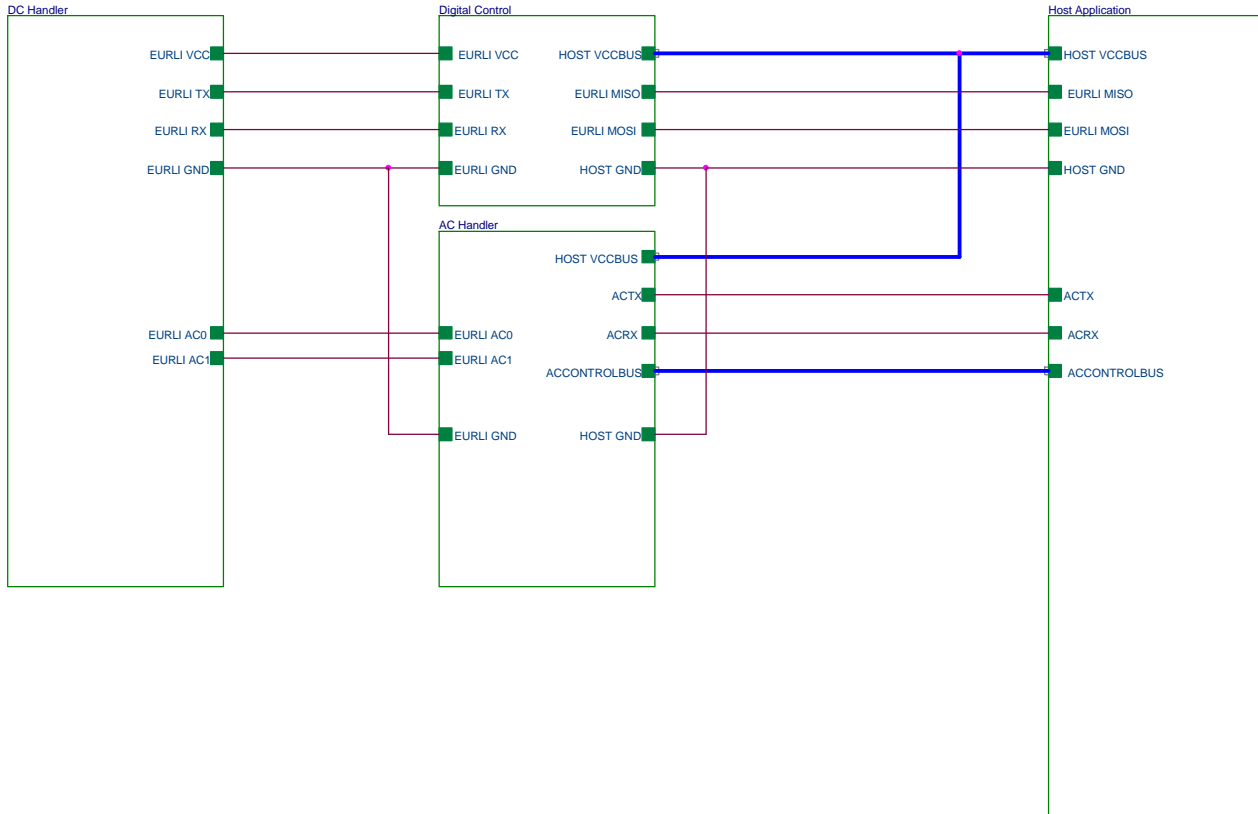 DC Handler
EURLI VCC
EURLI TX
EURLI RX
EURLI GND
EURLI AC0
EURLI AC1
Digital Control
EURLI VCC
EURLI TX
EURLI RX
EURLI GND
HOST VCCBUS
EURLI MISO
EURLI MOSI
HOST GND
AC Handler
EURLI AC0
EURLI AC1
EURLI GND
HOST VCCBUS
ACTX
ACRX
ACCONTROLBUS
HOST GND
Host Application
HOST VCCBUS
EURLI MISO
EURLI MOSI
HOST GND
ACTX
ACRX
ACCONTROLBUS